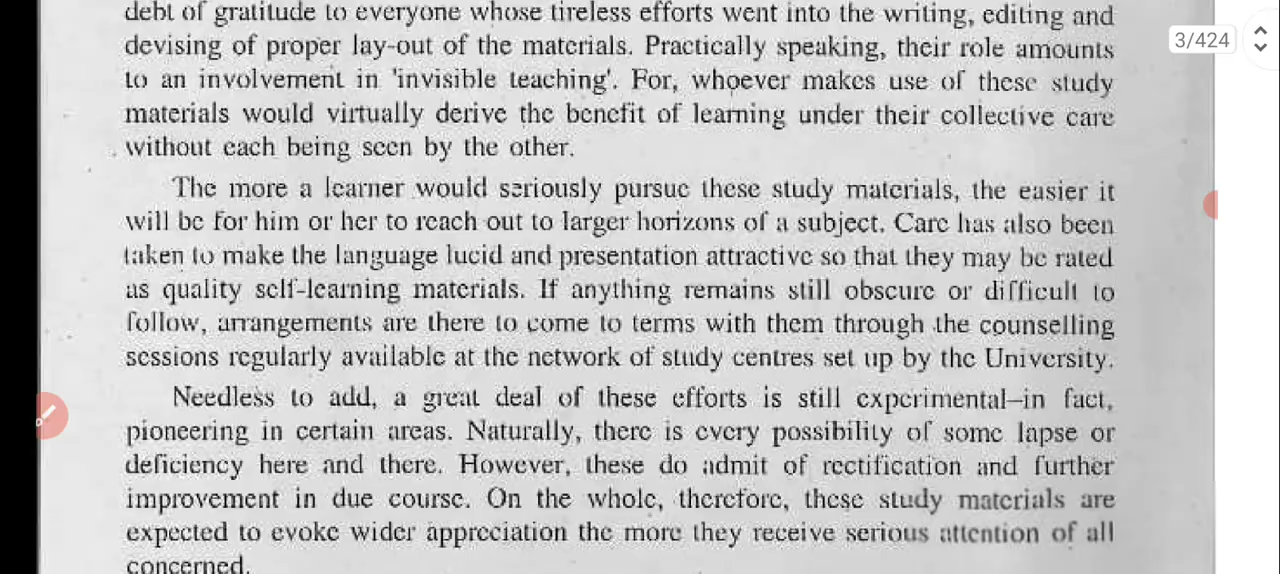 debt of gratitude to everyone whose tireless efforts went into the writing, editing and
3/424
devising of proper lay-out of the materials. Practically speaking, their role amounts
to an involvement in 'invisible teaching'. For, whoever makes use of these study
materials would virtually derive the benefit of learning under their collective care
without each being seen by the other.
The more a learner would seriously pursue these study materials, the easier it
will be for him or her to reach out to larger horizons of a subject. Care has also been
taken to make the language lucid and presentation attractive so that they may be rated
as quality self-learning materials. If anything remains still obscure or difficult to
follow, arrangements are there to come to terms with them through the counselling
sessions regularly available at the network of study centres set up by the University.
Needless to add, a great deal of these efforts is still experimental–in fact,
pioneering in certain areas. Naturally, there is every possibility of some lapse or
deficiency here and there. However, these do admit of rectification and further
improvement in due course. On the whole, therefore, these study materials are
expected to evoke wider appreciation the more they receive serious attention of all
concerned.